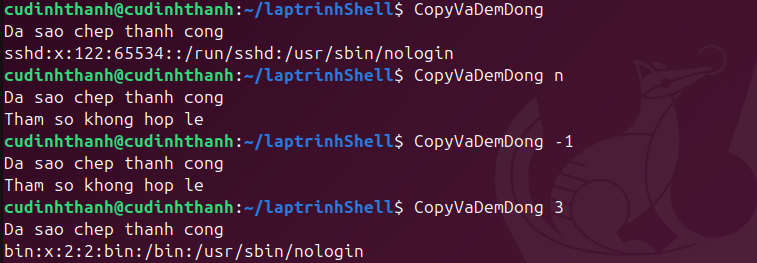 cudinhthanh@cudinhthanh:~/laptrinhShell$ CopyVaDemDong
Da sao chep thanh cong
sshd:x:122:65534::/run/sshd:/usr/sbin/nologin
cudinhthanh@cudinhthanh:~/laptrinhShell$ CopyVaDemDong n
Da sao chep thanh cong
Tham so khong hop le
cudinhthanh@cudinhthanh:~/laptrinhShell$ CopyVaDemDong -1
Da sao chep thanh cong
Tham so khong hop le
cudinhthanh@cudinhthanh:~/laptrinhShell$ CopyVaDemDong 3
Da sao chep thanh cong
bin:x:2:2:bin:/bin:/usr/sbin/nologin